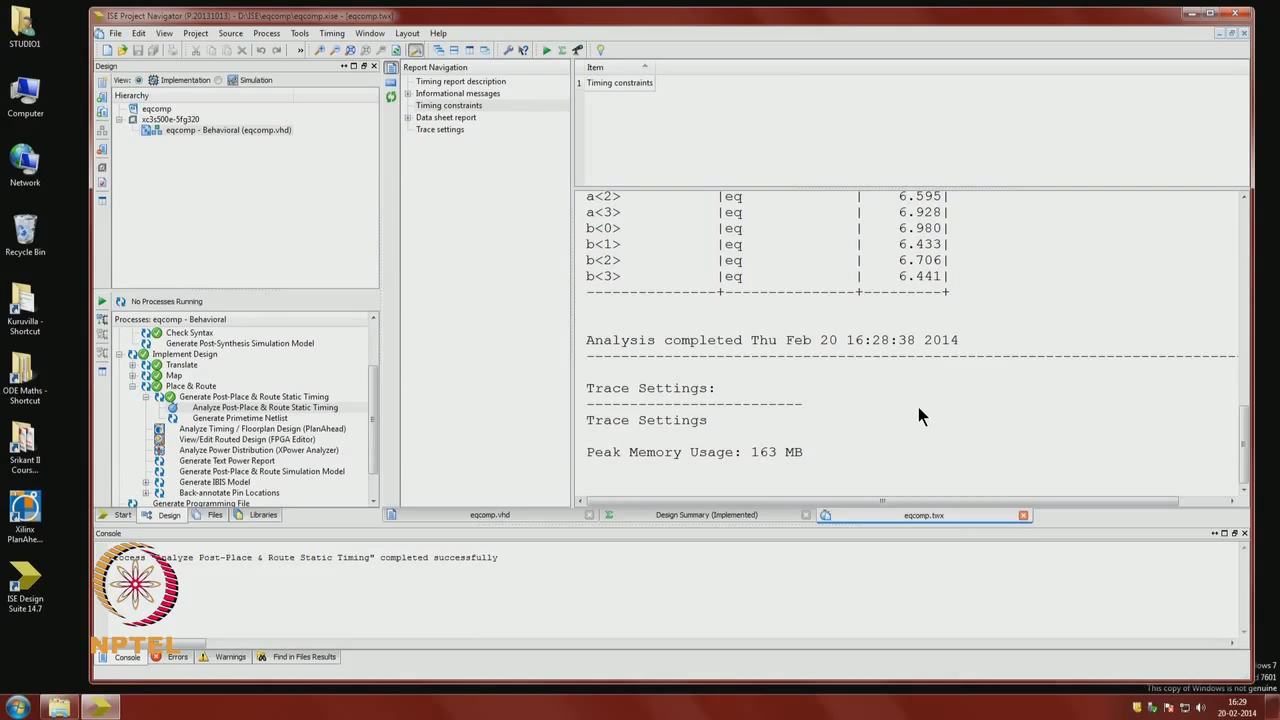 ISE Project Navigator (P.20131013) - D:\ISE\eqcomp\eqcomp.xise - [eqcomp.twx]
File Edit View Project Source Process Tools Timing Window Layout Help
Design
View: Implementation Simulation
Hierarchy
eqcomp
xc3s500e-5fg320
eqcomp - Behavioral (eqcomp.vhd)
No Processes Running
Processes: eqcomp - Behavioral
Check Syntax
Generate Post-Synthesis Simulation Model
Implement Design
Translate
Map
Place & Route
Generate Post-Place & Route Static Timing
Analyze Post-Place & Route Static Timing
Generate Primetime Netlist
Analyze Timing / Floorplan Design (PlanAhead)
View/Edit Routed Design (FPGA Editor)
Analyze Power Distribution (XPower Analyzer)
Generate Text Power Report
Generate Post-Place & Route Simulation Model
Generate IBIS Model
Back-annotate Pin Locations
Generate Programming File
Start Design Files Libraries
Report Navigation
Timing report description
Informational messages
Timing constraints
Data sheet report
Trace settings
Item
1 Timing constraints
a<2> |eq | 6.595|
a<3> |eq | 6.928|
b<0> |eq | 6.980|
b<1> |eq | 6.433|
b<2> |eq | 6.706|
b<3> |eq | 6.441|
---------------+---------------+--------+
Analysis completed Thu Feb 20 16:28:38 2014
Trace Settings:
-------------------------
Trace Settings
Peak Memory Usage: 163 MB
eqcomp.vhd Design Summary (Implemented) eqcomp.twx
Console
Analyze Post-Place & Route Static Timing" completed successfully
NPTEL
Console Errors Warnings Find in Files Results
STUDIO1
Computer
Network
Recycle Bin
Kuruvilla -
Shortcut
ODE Maths -
Shortcut
Srikant II
Cours...
Xilinx
PlanAhe...
ISE Design
Suite 14.7
7601
This copy of Windows is not genuine
16:29
20-02-2014